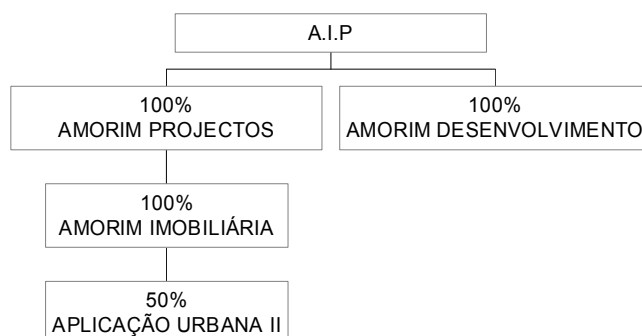 A.I.P
100%
AMORIM PROJECTOS
100%
AMORIM DESENVOLVIMENTO
100%
AMORIM IMOBILIÁRIA
50%
APLICAÇÃO URBANA II